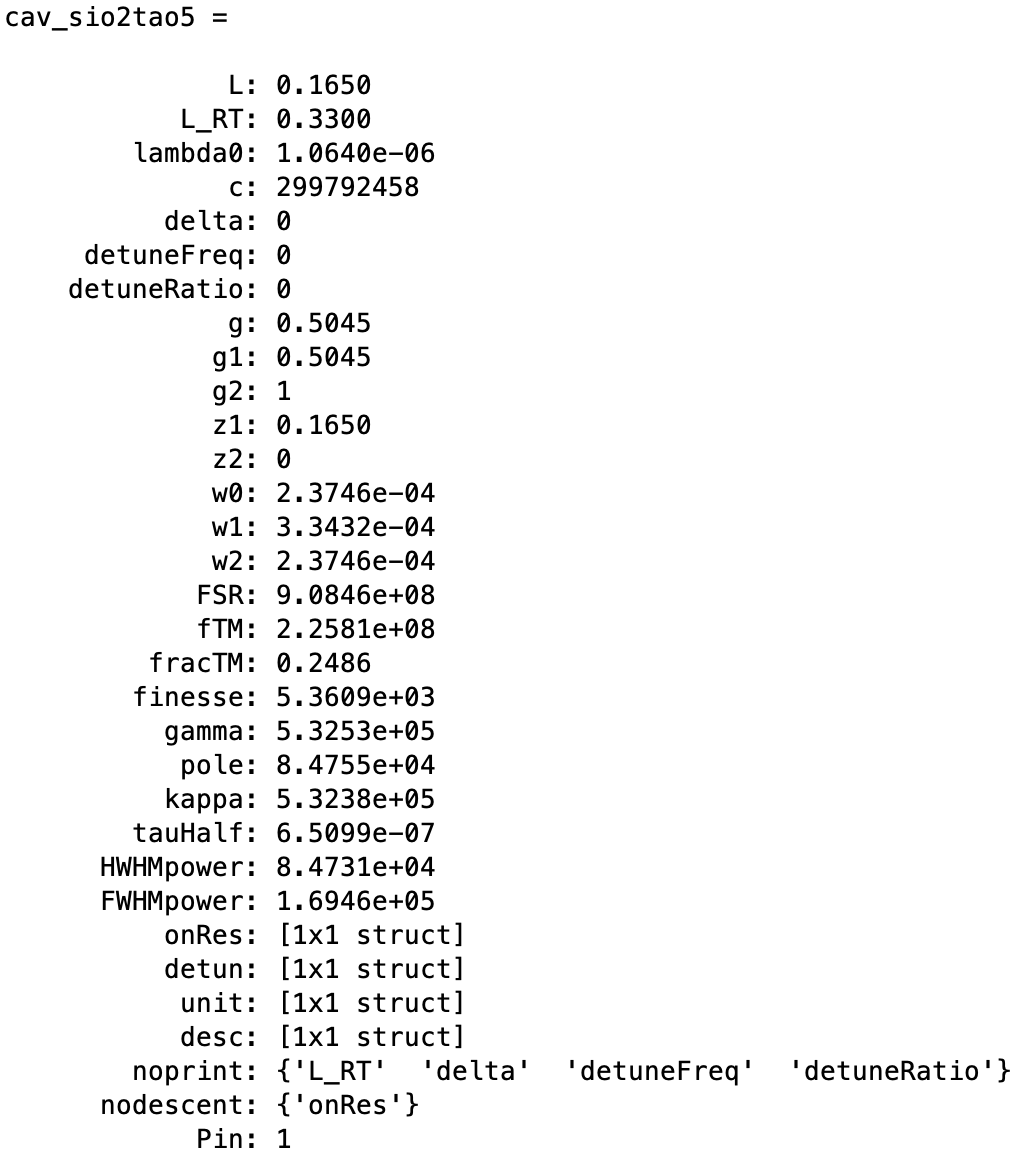 cav_sio2tao5 =
L: 0.1650
L_RT: 0.3300
lambda0: 1.0640e-06
c: 299792458
delta: 0
detuneFreq: 0
detuneRatio: 0
g: 0.5045
g1: 0.5045
g2: 1
z1: 0.1650
z2: 0
w0: 2.3746e-04
w1: 3.3432e-04
w2: 2.3746e-04
FSR: 9.0846e+08
fTM: 2.2581e+08
fracTM: 0.2486
finesse: 5.3609e+03
gamma: 5.3253e+05
pole: 8.4755e+04
kappa: 5.3238e+05
tauHalf: 6.5099e-07
HWHMpower: 8.4731e+04
FWHMpower: 1.6946e+05
onRes: [1x1 struct]
detun: [1x1 struct]
unit: [1x1 struct]
desc: [1x1 struct]
noprint: {'L_RT'  'delta'  'detuneFreq'  'detuneRatio'}
nodescent: {'onRes'}
Pin: 1